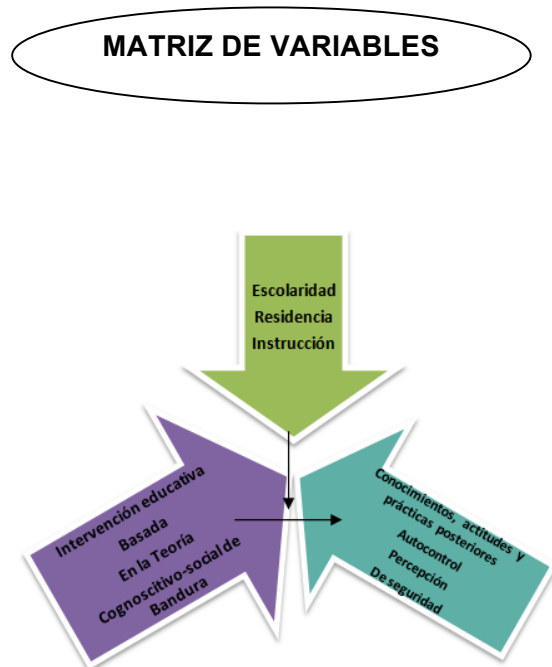 MATRIZ DE VARIABLES
Escolaridad
Residencia
Instrucción
Intervención educativa
Basada
En la Teoría
Cognoscitivo-social de
Bandura
Conocimientos, actitudes y
prácticas posteriores
Autocontrol
Percepción
De seguridad